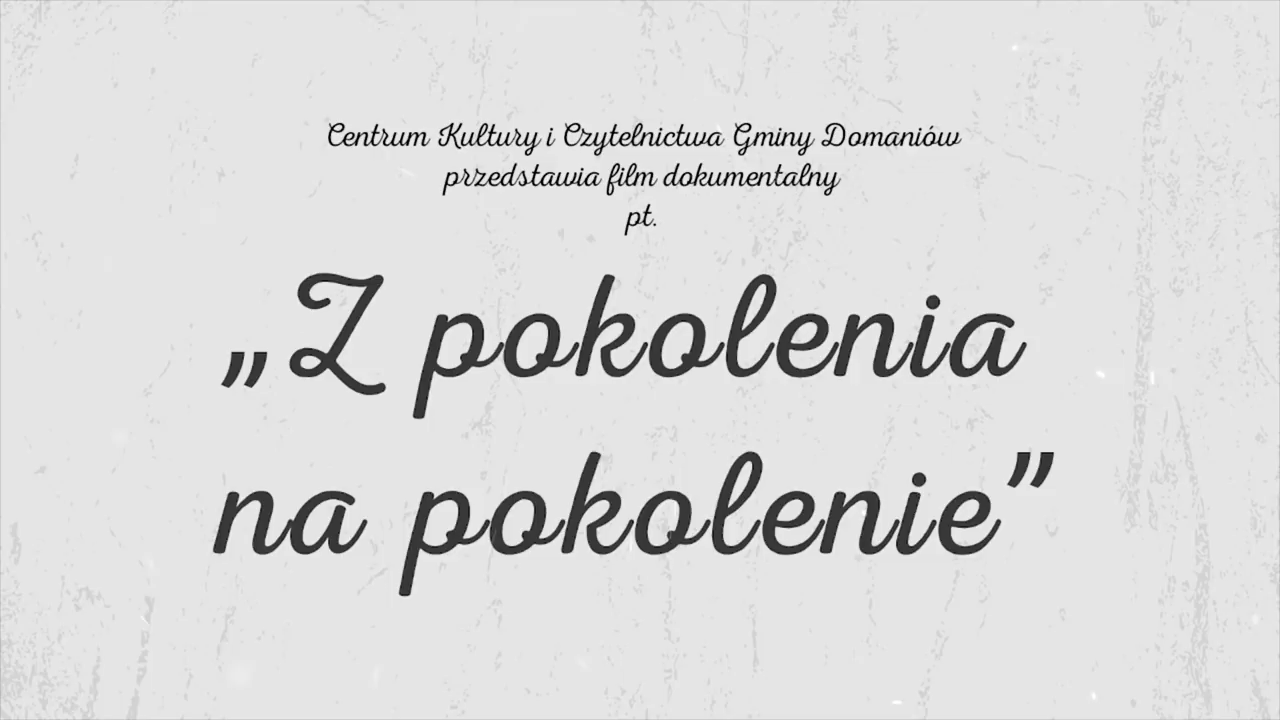 Centrum Kultury i Czytelnictwa Gminy Domaniów
przedstawia film dokumentalny
pt.
„Z pokolenia
na pokolenie”